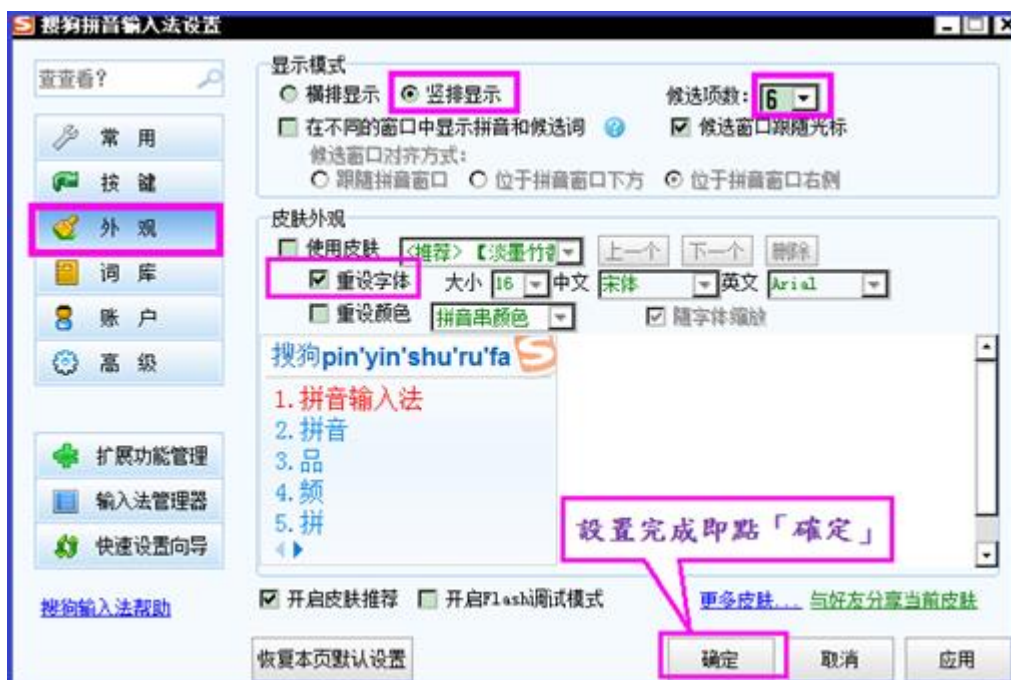 搜狗拼音输入法设置
查查看?
常 用
按 键
外 观
词 库
账 户
高 级
扩展功能管理
输入法管理器
快速设置向导
搜狗输入法帮助
显示模式
横排显示 竖排显示 候选项数: 6
在不同的窗口中显示拼音和候选词 候选窗口跟随光标
候选窗口对齐方式:
跟随拼音窗口 位于拼音窗口下方 位于拼音窗口右侧
皮肤外观
使用皮肤 <推荐>【淡墨竹 上一个 下一个 删除
重设字体 大小 16 中文 宋体 英文 Arial
重设颜色 拼音串颜色 随字体缩放
搜狗pin'yin'shu'ru'fa
1.拼音输入法
2.拼音
3.品
4.频
5.拼
設置完成即點「確定」
开启皮肤推荐 开启Flash调试模式 更多皮肤... 与好友分享当前皮肤
恢复本页默认设置 确定 取消 应用